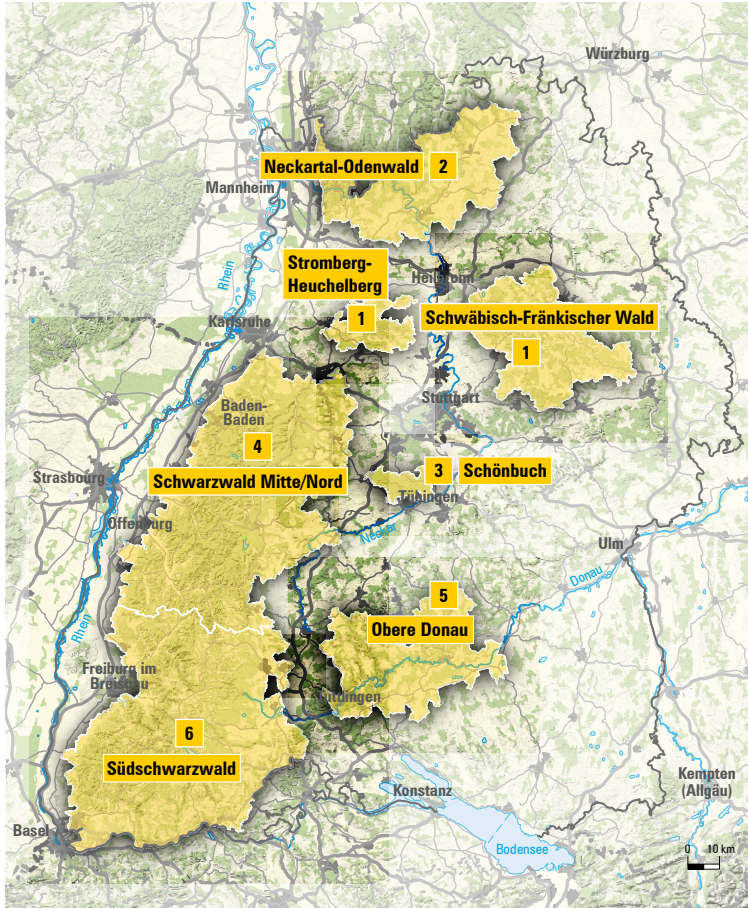 Würzburg
Neckartal-Odenwald 2
Mannheim
Rhein
Stromberg-
Heuchelberg
1
Heilbronn
Karlsruhe
Schwäbisch-Fränkischer Wald
1
Stuttgart
Baden-
Baden
4
Schwarzwald Mitte/Nord
3 Schönbuch
Tübingen
Strasbourg
Offenburg
Neckar
Ulm
Donau
5
Obere Donau
Rhein
Freiburg im
Breisgau
Tuttlingen
6
Südschwarzwald
Konstanz
Kempten
(Allgäu)
Basel
Bodensee
0 10 km